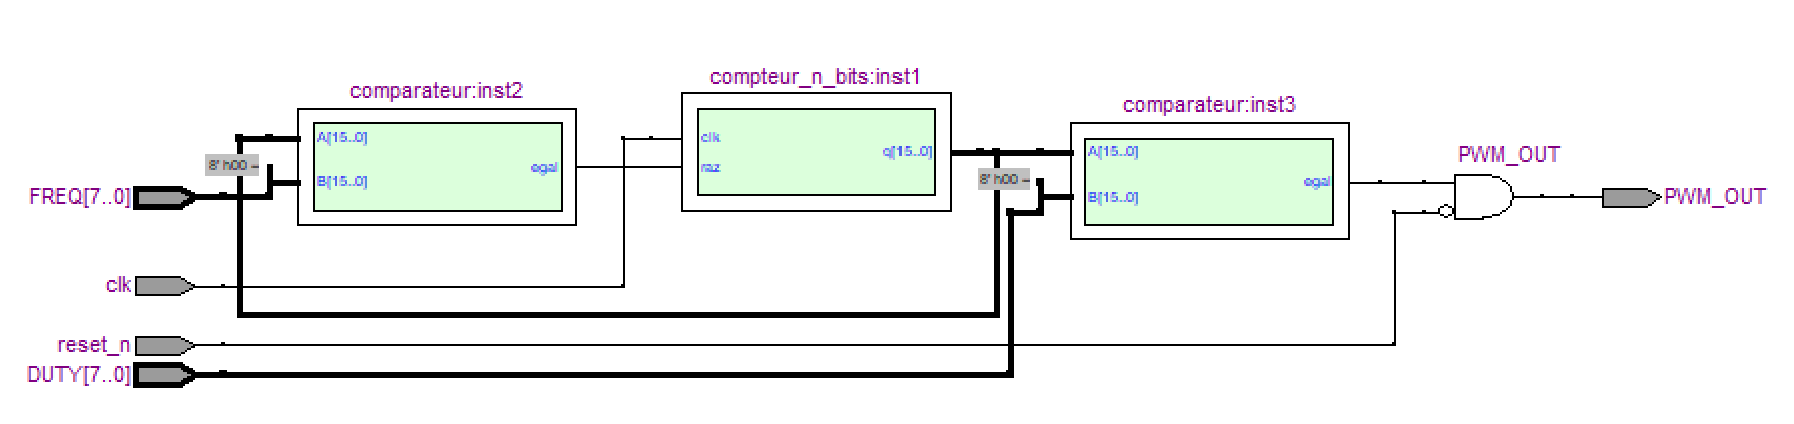 comparateur:inst2
A[15..0]
8' h00 --
B[15..0]
egal
compteur_n_bits:inst1
clk
raz
q[15..0]
comparateur:inst3
A[15..0]
8' h00 --
B[15..0]
egal
PWM_OUT
PWM_OUT
FREQ[7..0]
clk
reset_n
DUTY[7..0]